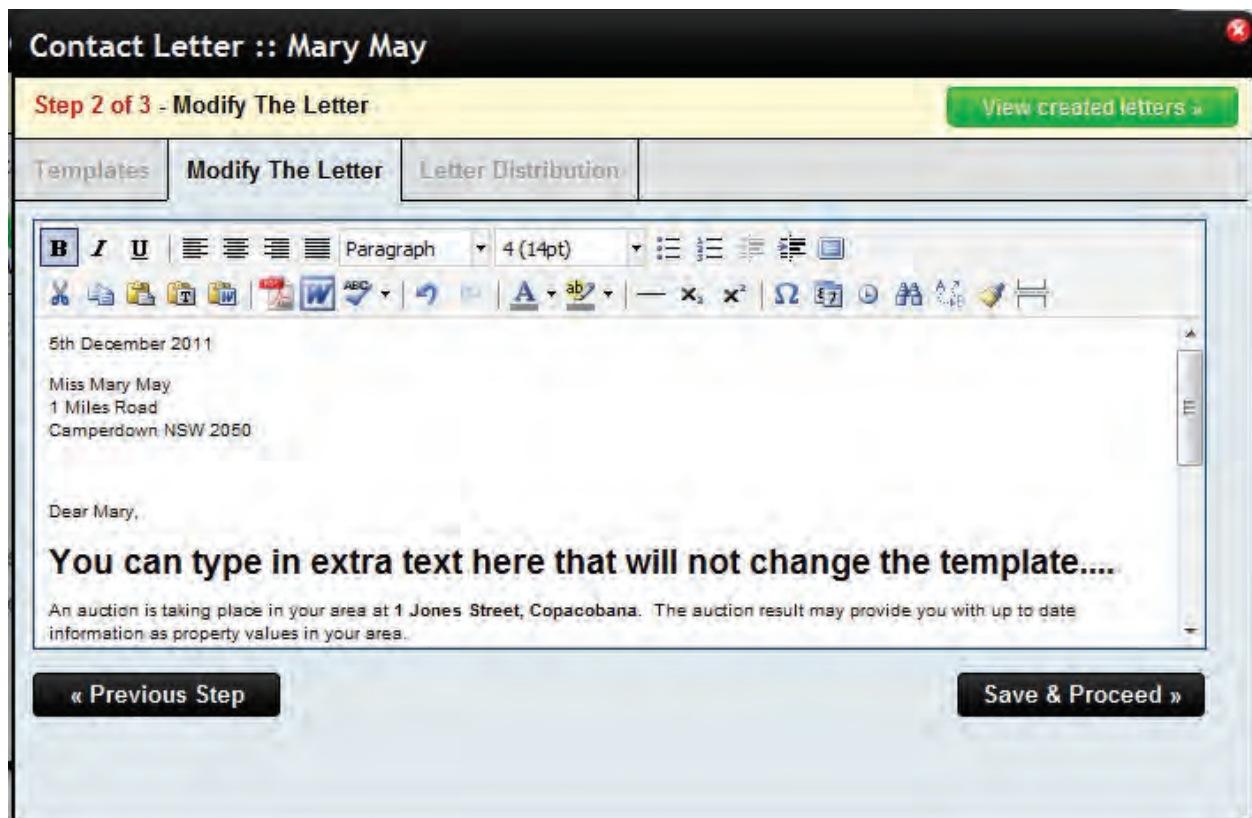 Contact Letter :: Mary May
Step 2 of 3 - Modify The Letter
View created letters »
Templates
Modify The Letter
Letter Distribution
B I U
Paragraph
4 (14pt)
5th December 2011
Miss Mary May
1 Miles Road
Camperdown NSW 2050
Dear Mary,
You can type in extra text here that will not change the template....
An auction is taking place in your area at 1 Jones Street, Copacobana. The auction result may provide you with up to date
information as property values in your area.
« Previous Step
Save & Proceed »